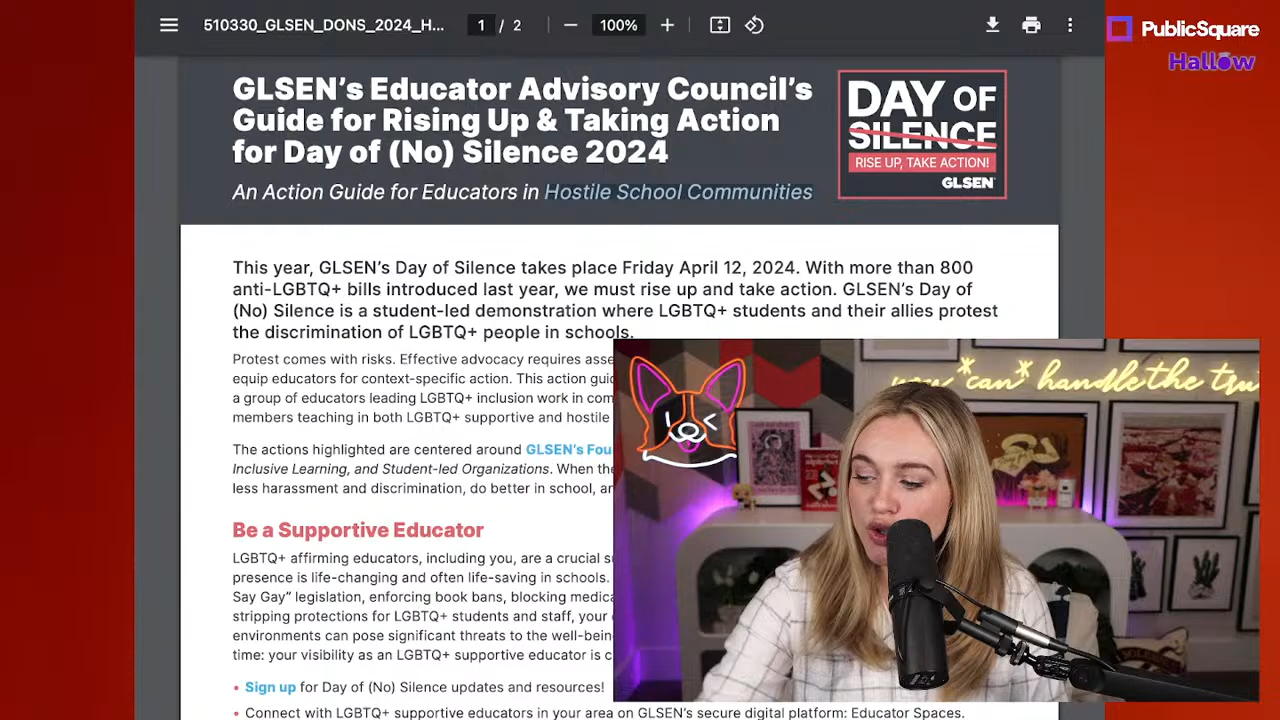 510330_GLSEN_DONS_2024_H...
1 / 2
100%
PublicSquare
Hallow
GLSEN's Educator Advisory Council's
Guide for Rising Up & Taking Action
for Day of (No) Silence 2024
An Action Guide for Educators in Hostile School Communities
DAY OF
SILENCE
RISE UP, TAKE ACTION!
GLSEN
This year, GLSEN's Day of Silence takes place Friday April 12, 2024. With more than 800
anti-LGBTQ+ bills introduced last year, we must rise up and take action. GLSEN's Day of
(No) Silence is a student-led demonstration where LGBTQ+ students and their allies protest
the discrimination of LGBTQ+ people in schools.
Protest comes with risks. Effective advocacy requires asse
equip educators for context-specific action. This action gui
a group of educators leading LGBTQ+ inclusion work in com
members teaching in both LGBTQ+ supportive and hostile
The actions highlighted are centered around GLSEN's Fou
Inclusive Learning, and Student-led Organizations. When the
less harassment and discrimination, do better in school, an
Be a Supportive Educator
LGBTQ+ affirming educators, including you, are a crucial s
presence is life-changing and often life-saving in schools.
Say Gay" legislation, enforcing book bans, blocking medica
stripping protections for LGBTQ+ students and staff, your
environments can pose significant threats to the well-bein
time: your visibility as an LGBTQ+ supportive educator is c
• Sign up for Day of (No) Silence updates and resources!
• Connect with LGBTQ+ supportive educators in your area on GLSEN's secure digital platform: Educator Spaces.
*can* handle the tru